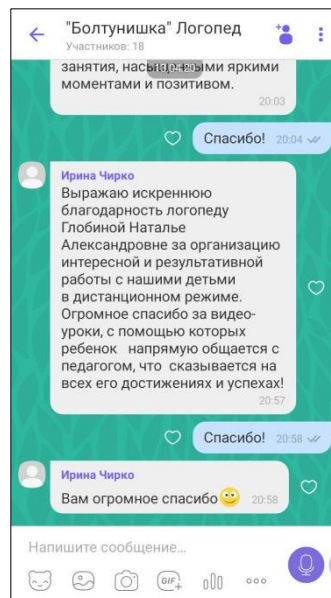 "Болтунишка" Логопед
Участников: 18
13.04.20
занятия, насыщенными яркими
моментами и позитивом.
20:03
Спасибо! 20:04
Ирина Чирко
Выражаю искреннюю
благодарность логопеду
Глобиной Наталье
Александровне за организацию
интересной и результативной
работы с нашими детьми
в дистанционном режиме.
Огромное спасибо за видео-
уроки, с помощью которых
ребенок напрямую общается с
педагогом, что сказывается на
всех его достижениях и успехах!
20:57
Спасибо! 20:58
Ирина Чирко
Вам огромное спасибо 20:58
Напишите сообщение...
GIF